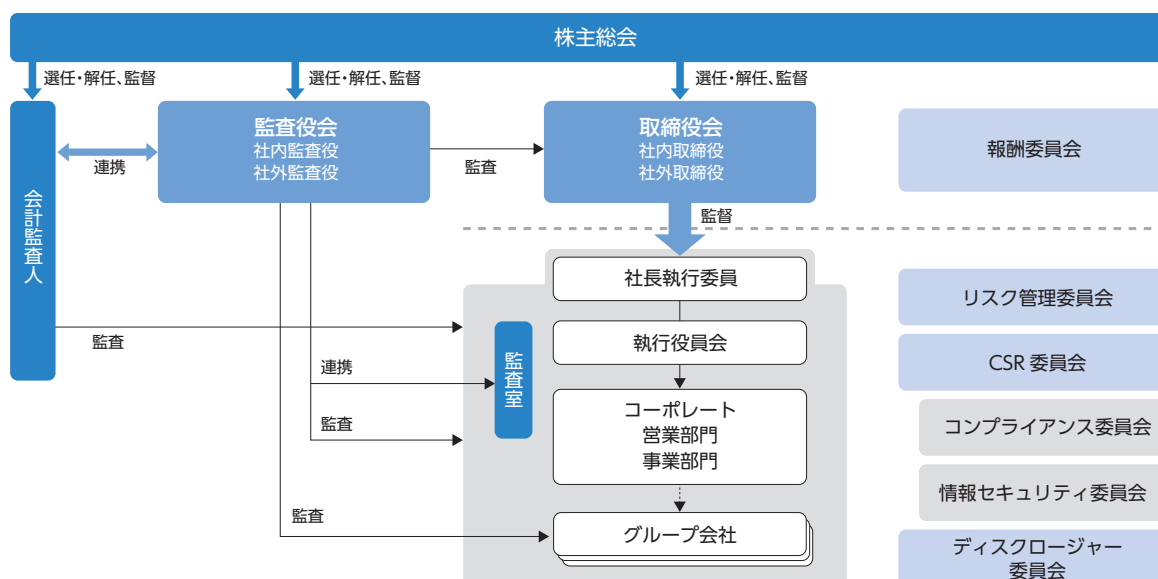 株主総会
選任・解任、監督
選任・解任、監督
選任・解任、監督
会計監査人
連携
監査役会
社内監査役
社外監査役
監査
取締役会
社内取締役
社外取締役
報酬委員会
監督
社長執行委員
リスク管理委員会
監査
監査室
執行役員会
CSR 委員会
連携
監査
コーポレート
営業部門
事業部門
コンプライアンス委員会
情報セキュリティ委員会
監査
グループ会社
ディスクロージャー
委員会